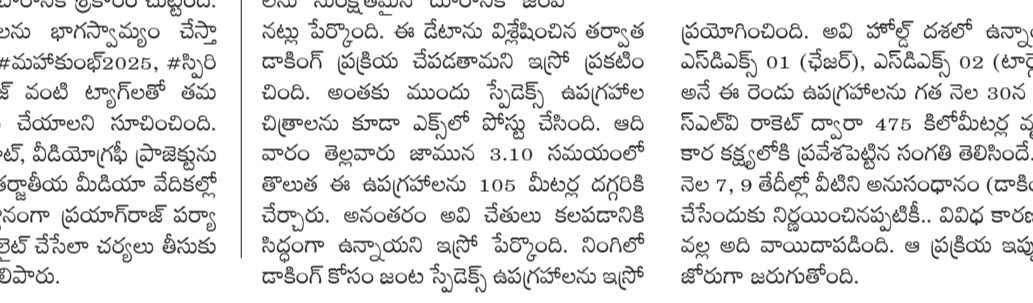 లను భాగస్వామ్యం చేస్తా
#మహాకుంభ్2025, #స్పిరి
జ్ వంటి ట్యాగ్‌లతో తమ
చేయాలని సూచించింది.
ట్, వీడియోగ్రఫీ ప్రాజెక్టును
ర్జాతీయ మీడియా వేదికల్లో
నంగా ప్రయాగ్‌రాజ్ పర్యా
లైట్ చేసేలా చర్యలు తీసుకు
లిపారు.
నట్లు పేర్కొంది. ఈ డేటాను విశ్లేషించిన తర్వాత
డాకింగ్ ప్రక్రియ చేపడతామని ఇస్రో ప్రకటిం
చింది. అంతకు ముందు స్పేడెక్స్ ఉపగ్రహాల
చిత్రాలను కూడా ఎక్స్‌లో పోస్టు చేసింది. ఆది
వారం తెల్లవారు జామున 3.10 సమయంలో
తొలుత ఈ ఉపగ్రహాలను 105 మీటర్ల దగ్గరికి
చేర్చారు. అనంతరం అవి చేతులు కలపడానికి
సిద్ధంగా ఉన్నాయని ఇస్రో పేర్కొంది. నింగిలో
డాకింగ్ కోసం జంట స్పేడెక్స్ ఉపగ్రహాలను ఇస్రో
ప్రయోగించింది. అవి హోల్డ్ దశలో ఉన్నా
ఎస్‌డిఎక్స్ 01 (ఛేజర్), ఎస్‌డిఎక్స్ 02 (టార్గె
అనే ఈ రెండు ఉపగ్రహాలను గత నెల 30న
స్ఎల్‌వి రాకెట్ ద్వారా 475 కిలోమీటర్ల వృ
కార కక్ష్యలోకి ప్రవేశపెట్టిన సంగతి తెలిసిందే.
నెల 7, 9 తేదీల్లో వీటిని అనుసంధానం (డాకిం
చేసేందుకు నిర్ణయించినప్పటికీ.. వివిధ కారణ
వల్ల అది వాయిదాపడింది. ఆ ప్రక్రియ ఇప్పు
జోరుగా జరుగుతోంది.